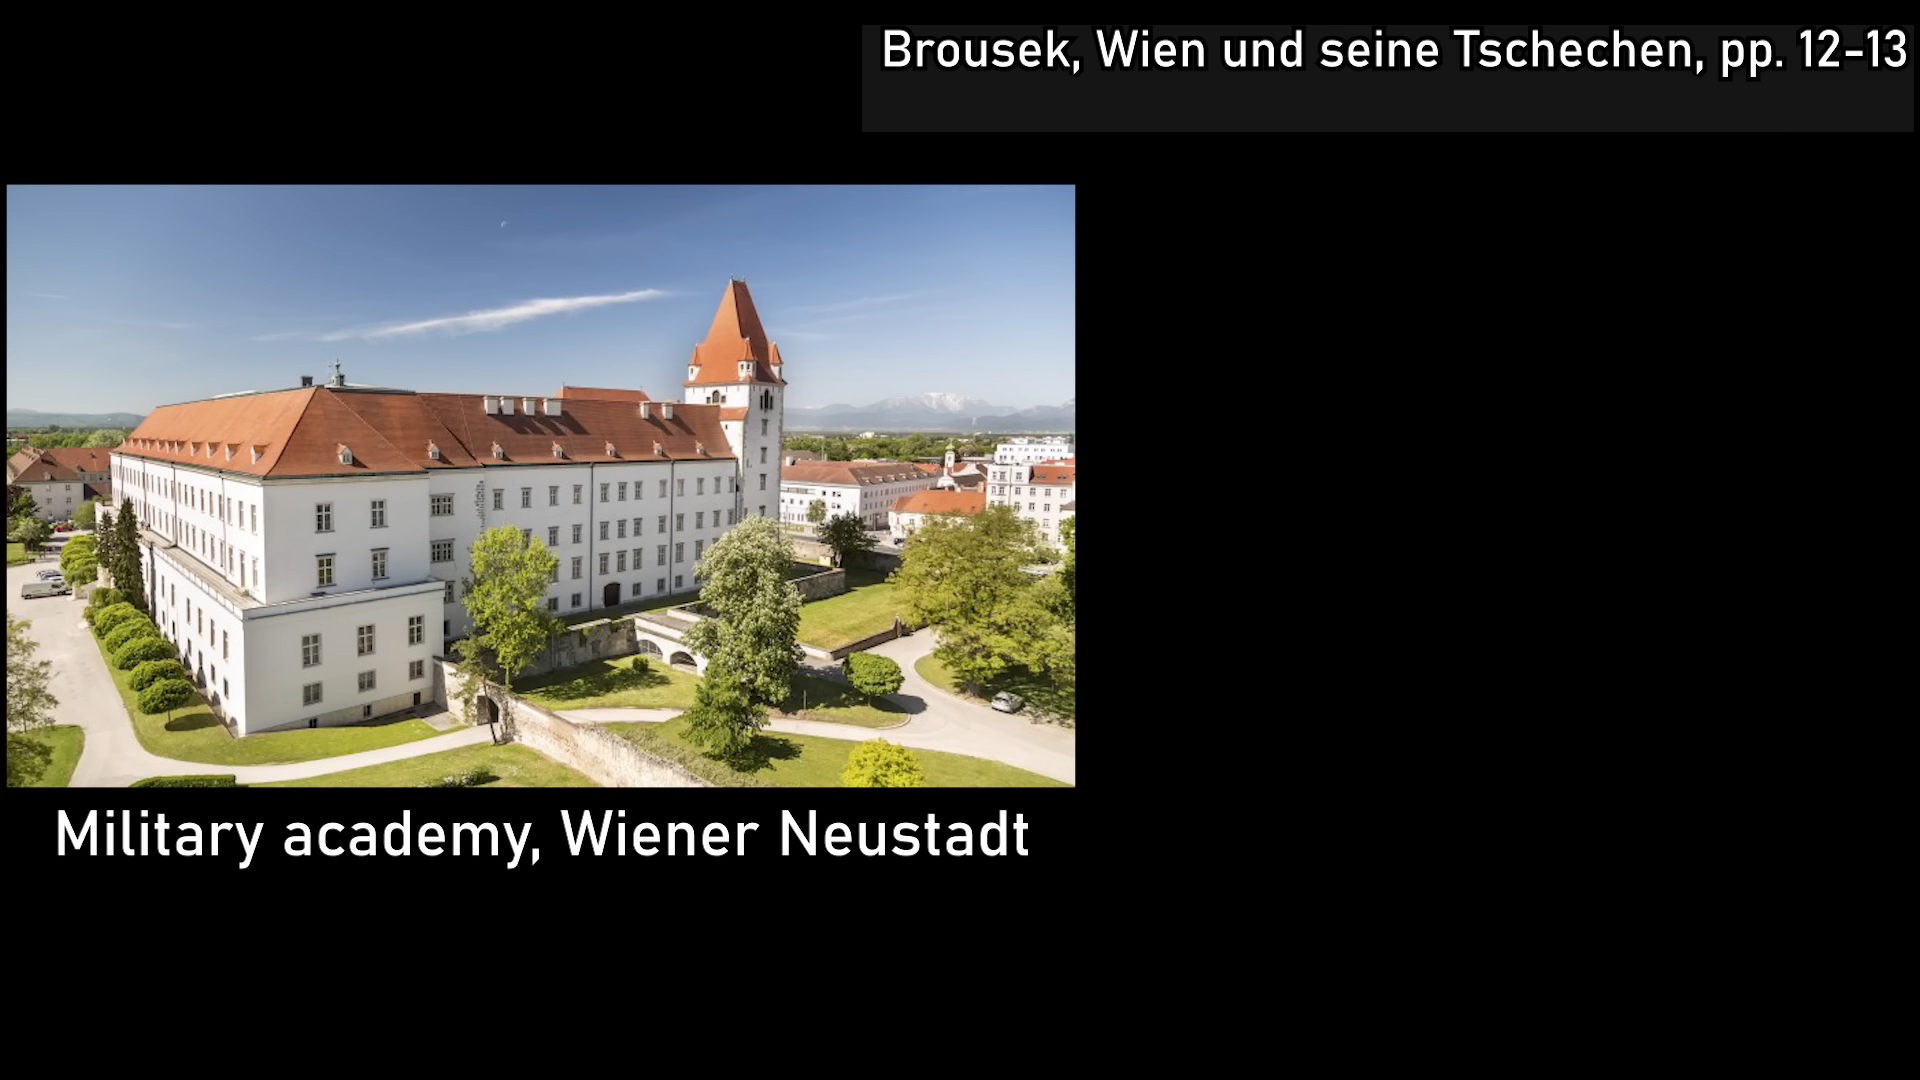 Brousek, Wien und seine Tschechen, pp. 12-13
Military academy, Wiener Neustadt